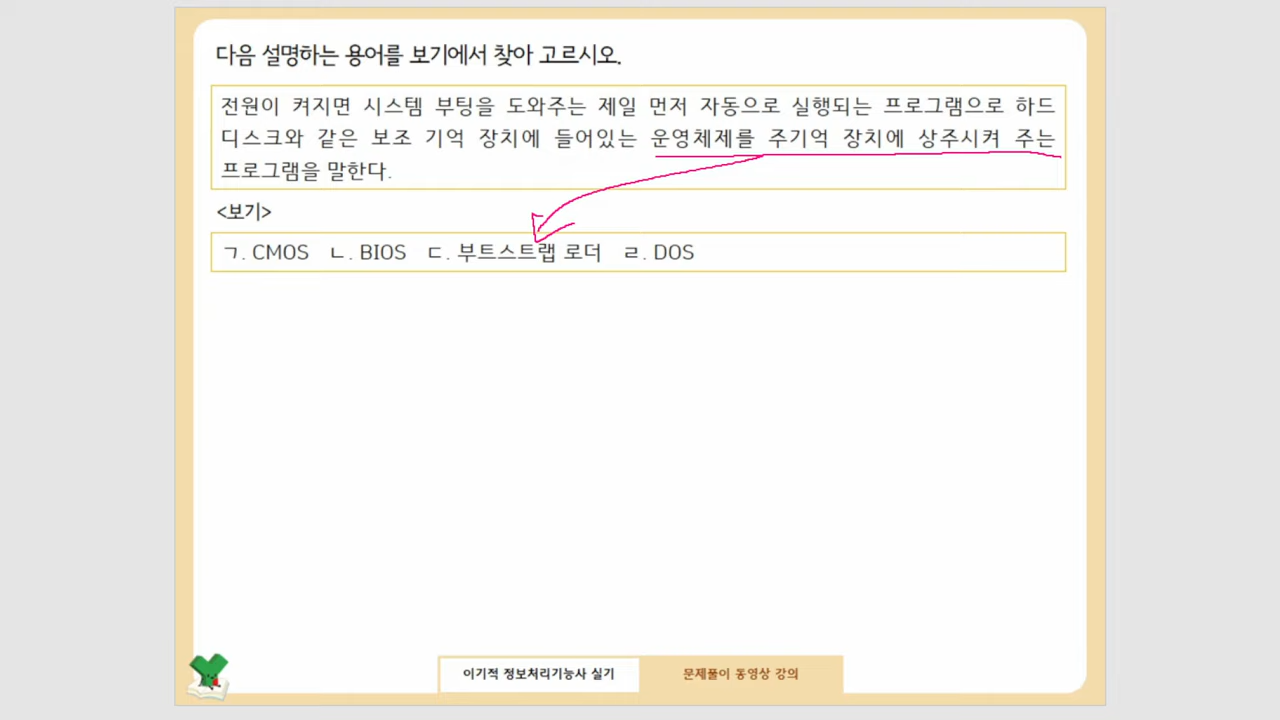 다음 설명하는 용어를 보기에서 찾아 고르시오.
전원이 켜지면 시스템 부팅을 도와주는 제일 먼저 자동으로 실행되는 프로그램으로 하드
디스크와 같은 보조 기억 장치에 들어있는 운영체제를 주기억 장치에 상주시켜 주는
프로그램을 말한다.
<보기>
ㄱ. CMOS ㄴ. BIOS ㄷ. 부트스트랩 로더 ㄹ. DOS
이기적 정보처리기능사 실기
문제풀이 동영상 강의